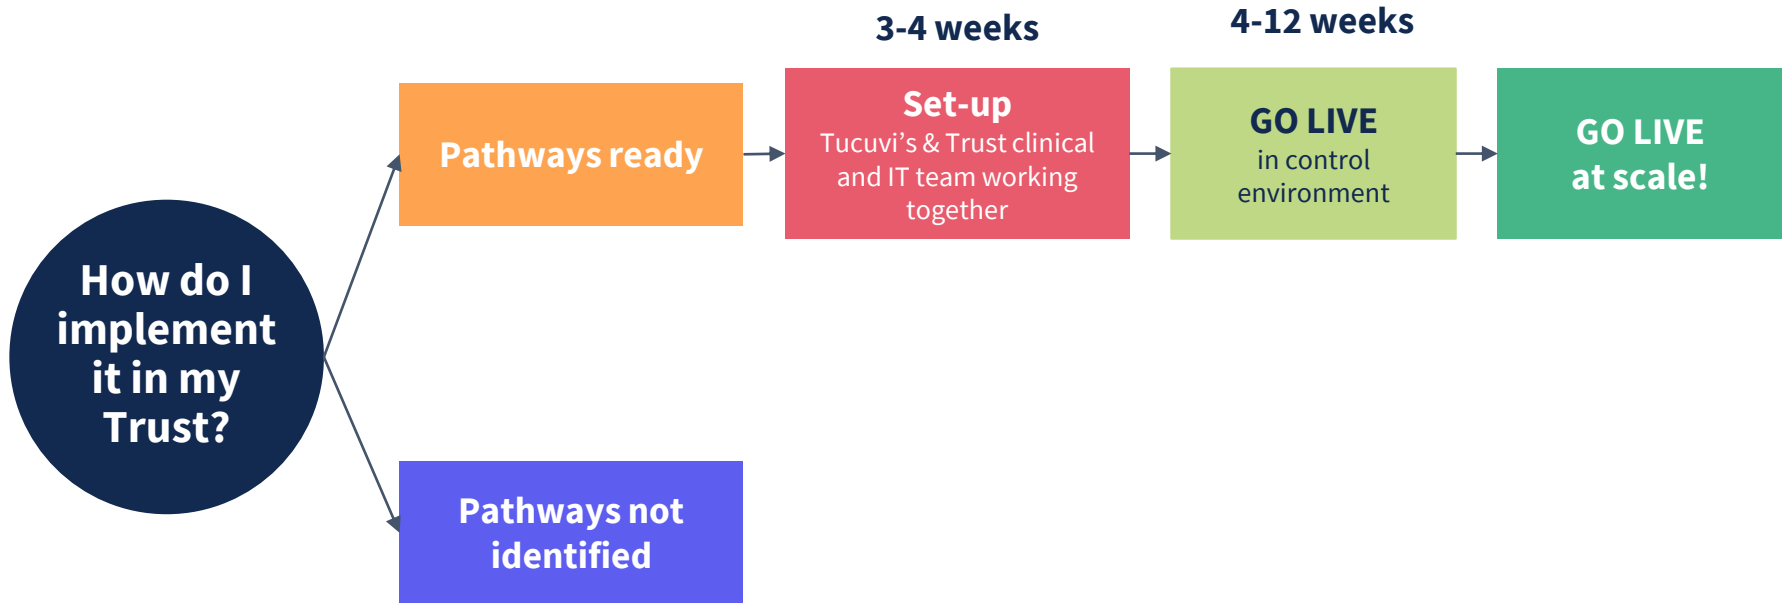 3-4 weeks
4-12 weeks
How do I
implement
it in my
Trust?
Pathways ready
Set-up
Tucuvi's & Trust clinical
and IT team working
together
GO LIVE
in control
environment
GO LIVE
at scale!
Pathways not
identified